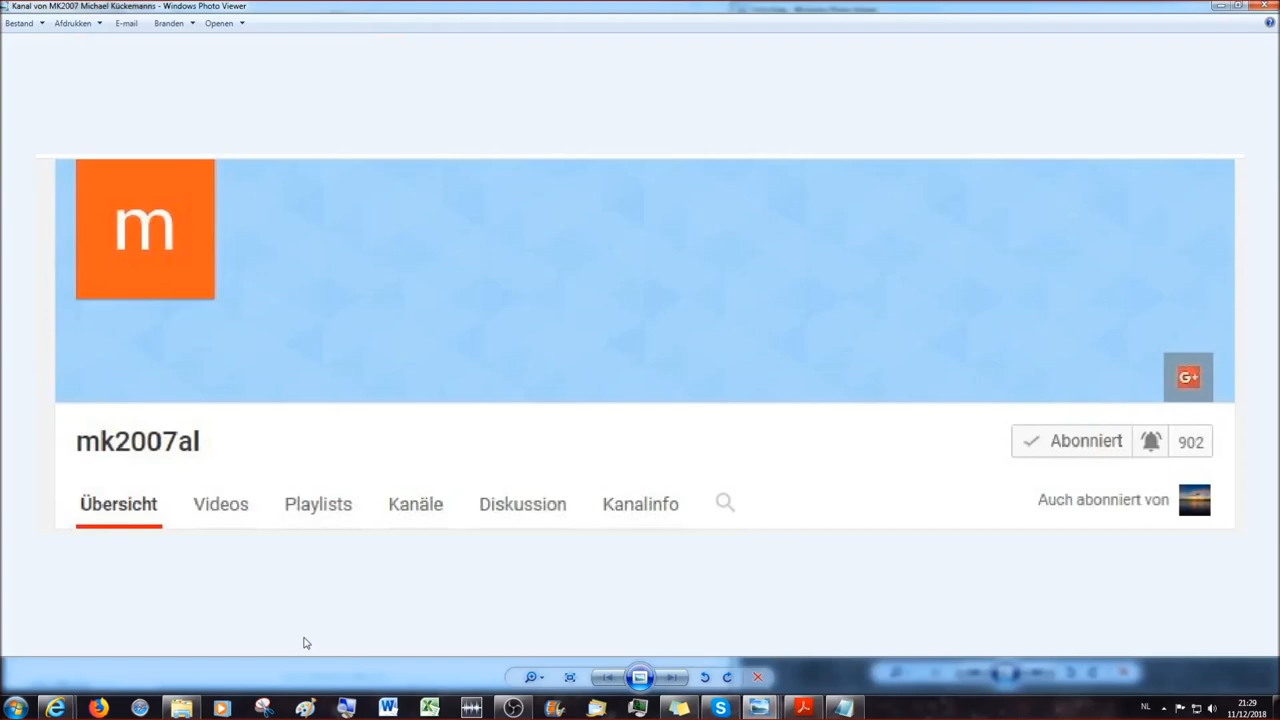 Kanal von MK2007 Michael Kückemanns - Windows Photo Viewer
Bestand Afdrukken E-mail Branden Openen
m
G+
mk2007al
Abonniert 902
Übersicht Videos Playlists Kanäle Diskussion Kanalinfo
Auch abonniert von
NL
21:29
11/12/2018